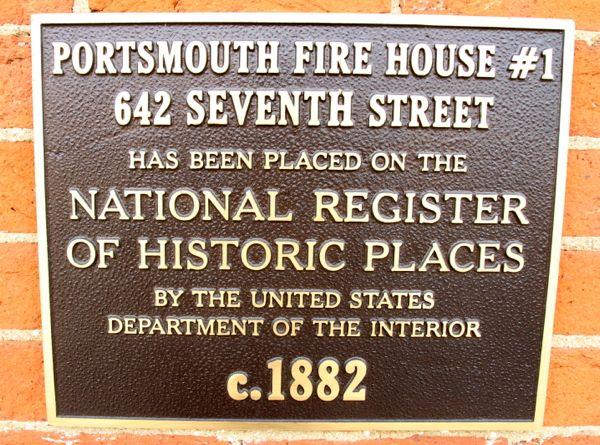 PORTSMOUTH FIRE HOUSE #1
642 SEVENTH STREET
HAS BEEN PLACED ON THE
NATIONAL REGISTER
OF HISTORIC PLACES
BY THE UNITED STATES
DEPARTMENT OF THE INTERIOR
c.1882